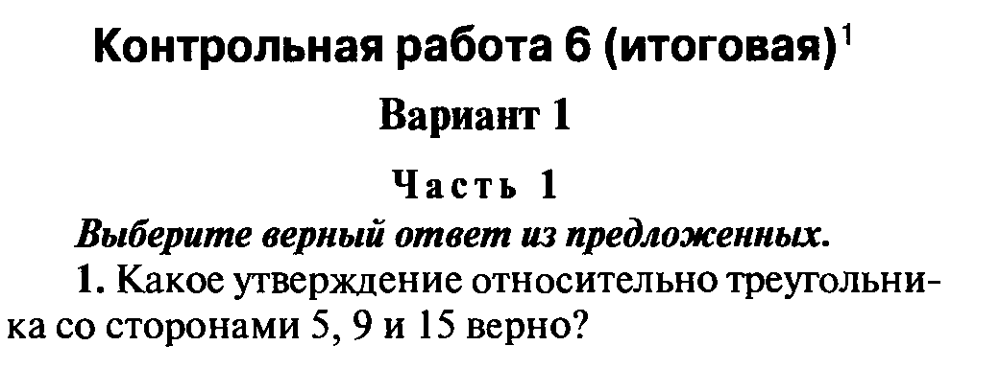 Контрольная работа 6 (итоговая)¹
Вариант 1
Часть 1
Выберите верный ответ из предложенных.
1. Какое утверждение относительно треугольни-
ка со сторонами 5, 9 и 15 верно?